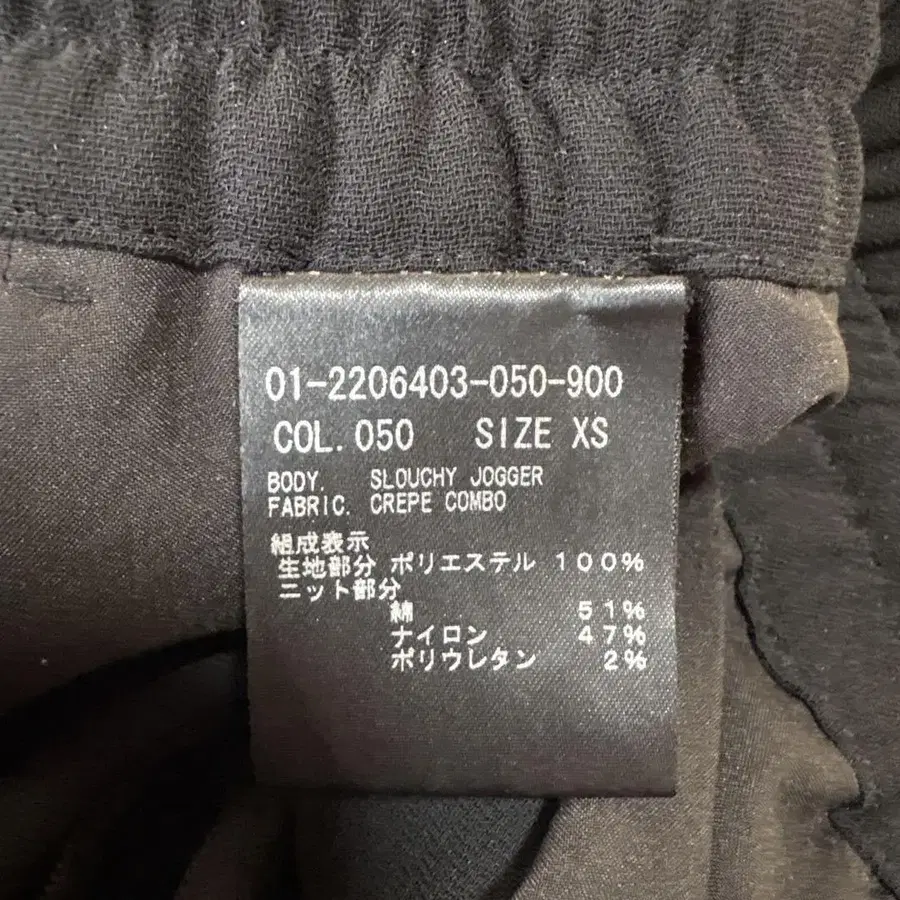 01-2206403-050-900
COL. 050 SIZE XS
BODY. SLOUCHY JOGGER
FABRIC. CREPE COMBO
組成表示
生地部分 ポリエステル 100%
ニット部分
綿 51%
ナイロン 47%
ポリウレタン 2%